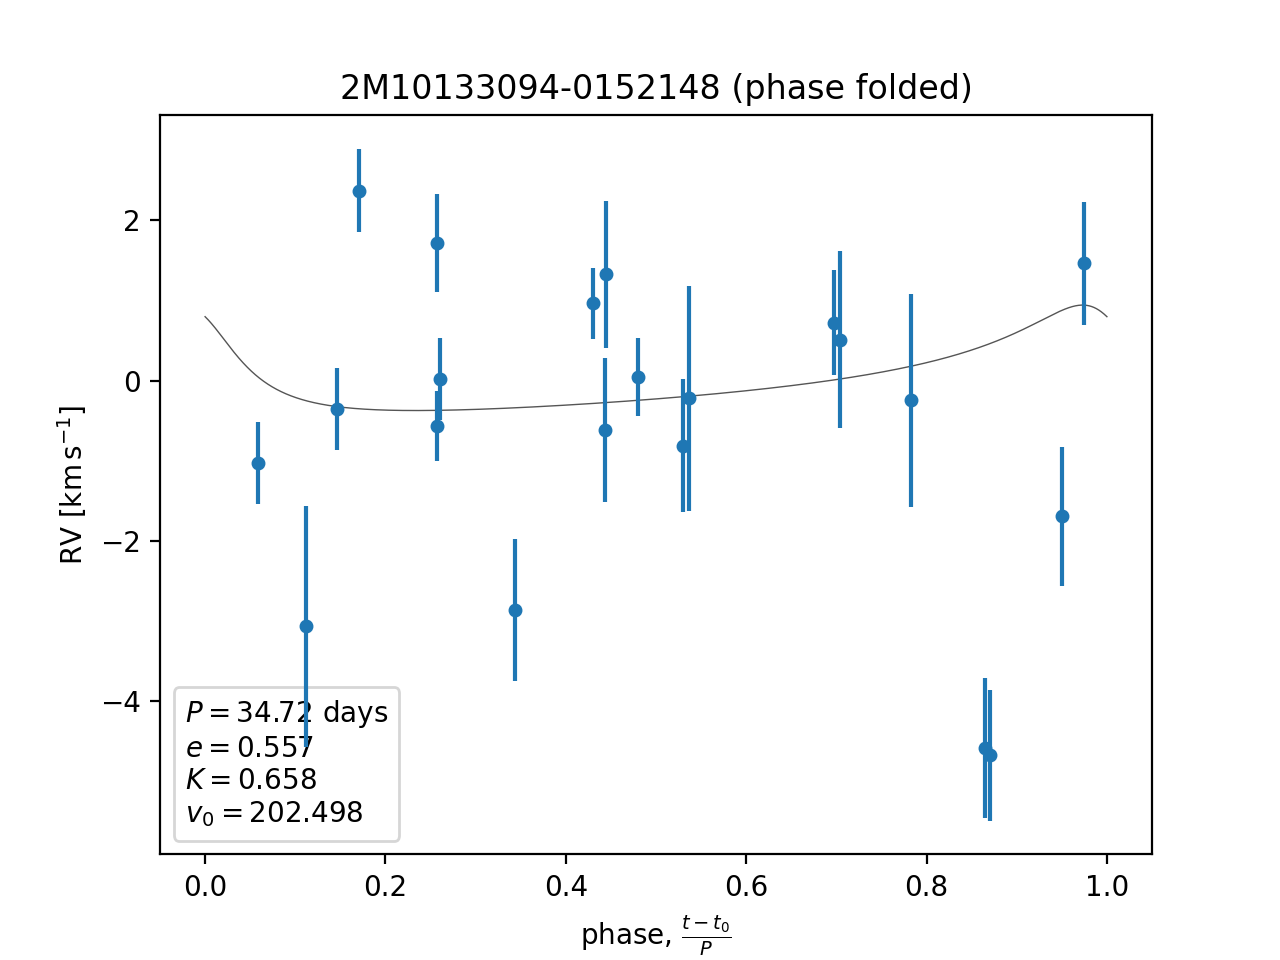 2M10133094-0152148 (phase folded)
RV [km s⁻¹]
2
0
−2
−4
P = 34.72 days
e = 0.557
K = 0.658
v₀ = 202.498
0.0 0.2 0.4 0.6 0.8 1.0
phase, (t − t₀)/P